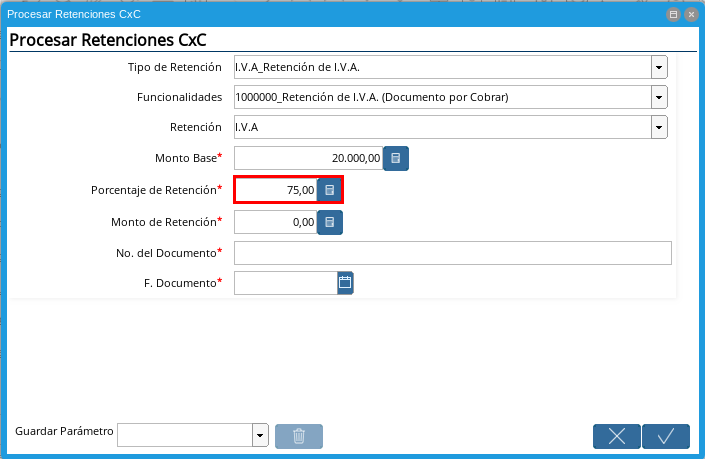 Procesar Retenciones CxC
Procesar Retenciones CxC
Tipo de Retención I.V.A_Retención de I.V.A.
Funcionalidades 1000000_Retención de I.V.A. (Documento por Cobrar)
Retención I.V.A
Monto Base* 20.000,00
Porcentaje de Retención* 75,00
Monto de Retención* 0,00
No. del Documento*
F. Documento*
Guardar Parámetro